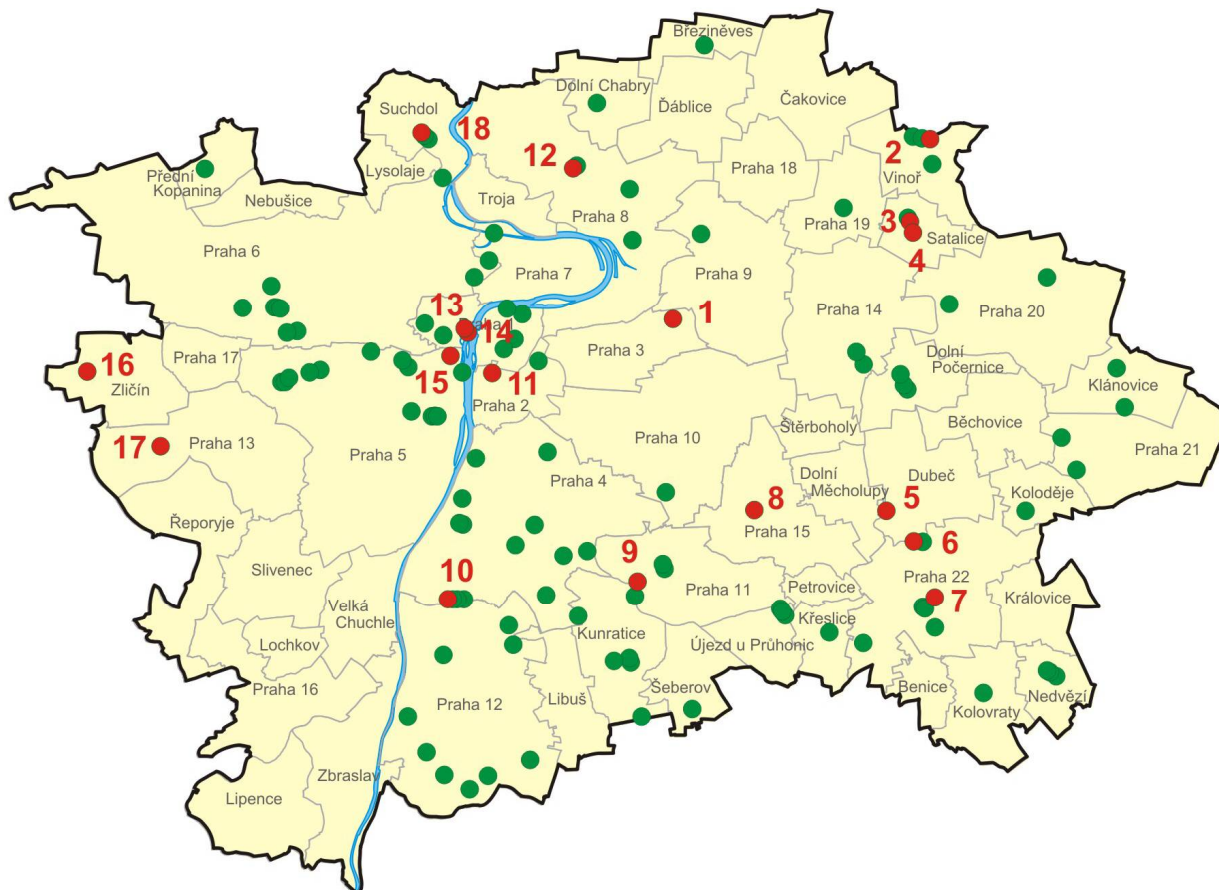 Březiněves
Dolní Chabry
Ďáblice
Čakovice
Suchdol
18
12
2
Lysolaje
Praha 18
Vinoř
Přední
Kopanina
Nebušice
Troja
Praha 8
Praha 19
3
Satalice
4
Praha 6
Praha 7
Praha 9
13
14
1
Praha 14
Praha 20
Praha 1
Praha 3
16
Praha 17
Zličín
15
11
Dolní
Počernice
Klánovice
Praha 2
Štěrboholy
Běchovice
17
Praha 13
Praha 5
Praha 10
Praha 21
Praha 4
Dolní
Měcholupy
Dubeč
Koloděje
8
5
Řeporyje
Praha 15
6
Slivenec
9
10
Praha 11
Petrovice
Praha 22
7
Královice
Velká
Chuchle
Křeslice
Lochkov
Kunratice
Újezd u Průhonic
Praha 16
Praha 12
Libuš
Šeberov
Benice
Kolovraty
Nedvězí
Zbraslav
Lipence